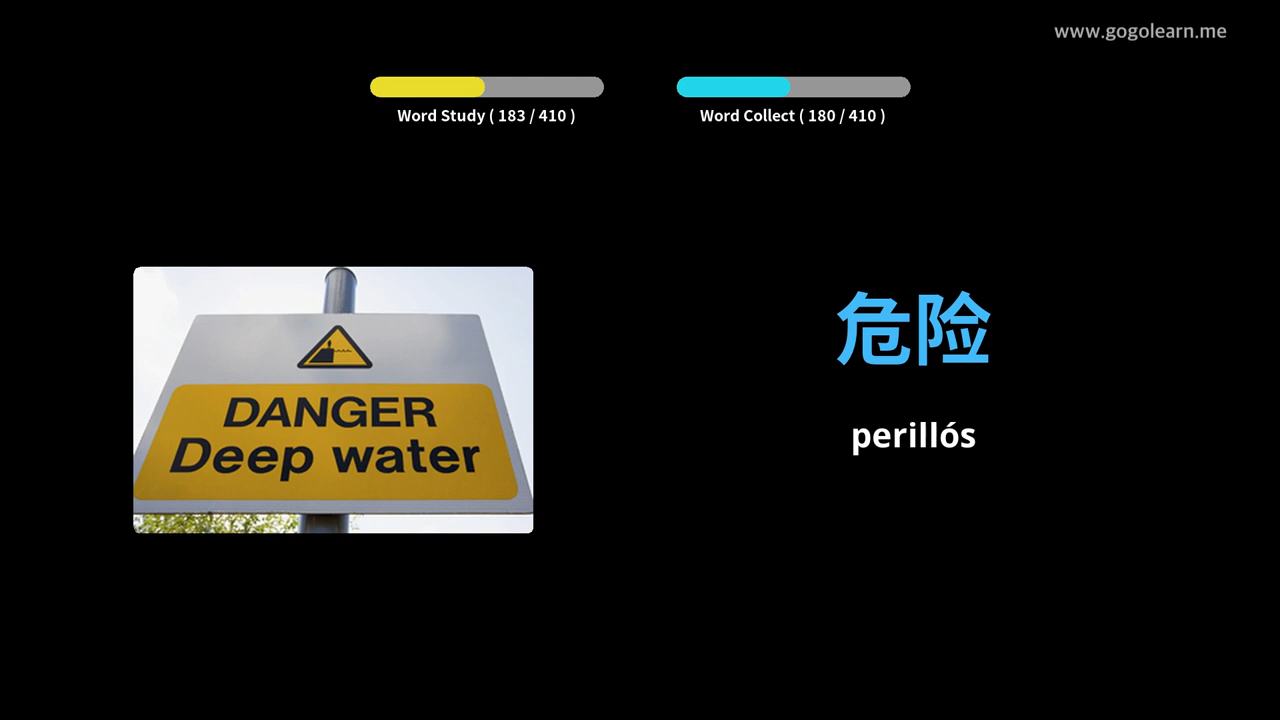 www.gogolearn.me
Word Study ( 183 / 410 )
Word Collect ( 180 / 410 )
DANGER
Deep water
危险
perillós